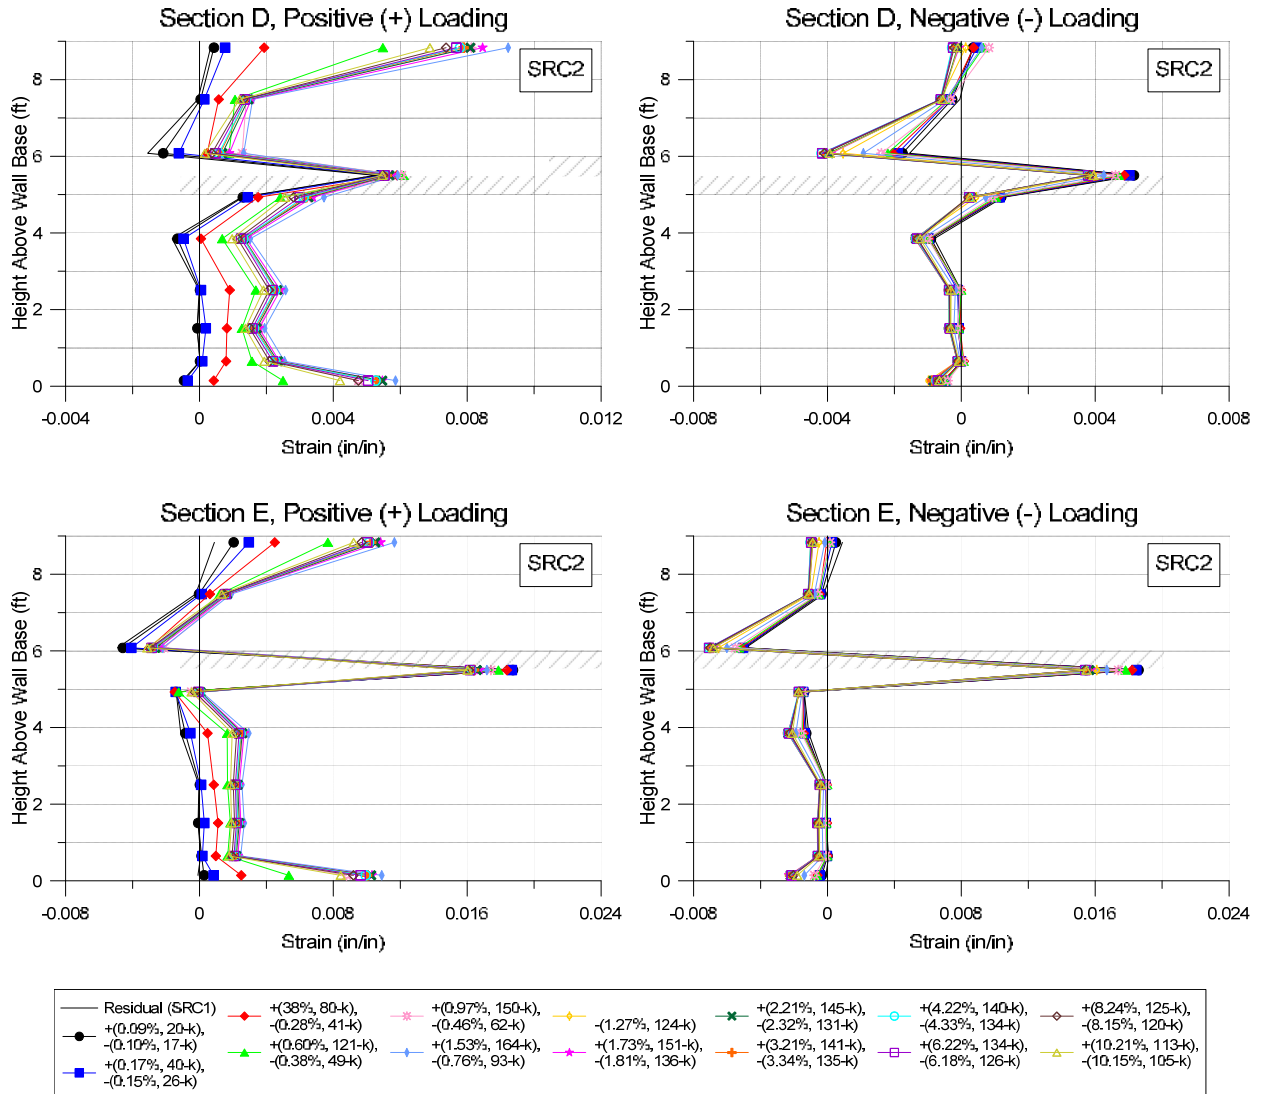 Section D, Positive (+) Loading
Section D, Negative (-) Loading
SRC2
SRC2
Height Above Wall Base (ft)
Height Above Wall Base (ft)
8
6
4
2
0
8
6
4
2
0
-0.004 0 0.004 0.008 0.012
-0.008 -0.004 0 0.004 0.008
Strain (in/in)
Strain (in/in)
Section E, Positive (+) Loading
Section E, Negative (-) Loading
SRC2
SRC2
Height Above Wall Base (ft)
Height Above Wall Base (ft)
8
6
4
2
0
8
6
4
2
0
-0.008 0 0.008 0.016 0.024
-0.008 0 0.008 0.016 0.024
Strain (in/in)
Strain (in/in)
Residual (SRC1)
+(0.09%, 20-k),
-(0.10%, 17-k)
+(0.17%, 40-k),
-(0.15%, 26-k)
+(38%, 80-k),
-(0.28%, 41-k)
+(0.60%, 121-k),
-(0.38%, 49-k)
+(0.97%, 150-k),
-(0.46%, 62-k)
+(1.53%, 164-k),
-(0.76%, 93-k)
-(1.27%, 124-k)
+(1.73%, 151-k)
-(1.81%, 136-k)
+(2.21%, 145-k)
-(2.32%, 131-k)
+(3.21%, 141-k)
-(3.34%, 135-k)
+(4.22%, 140-k),
-(4.33%, 134-k)
+(6.22%, 134-k)
-(6.18%, 126-k)
+(8.24%, 125-k)
-(8.15%, 120-k)
+(10.21%, 113-k)
-(10.15%, 105-k)